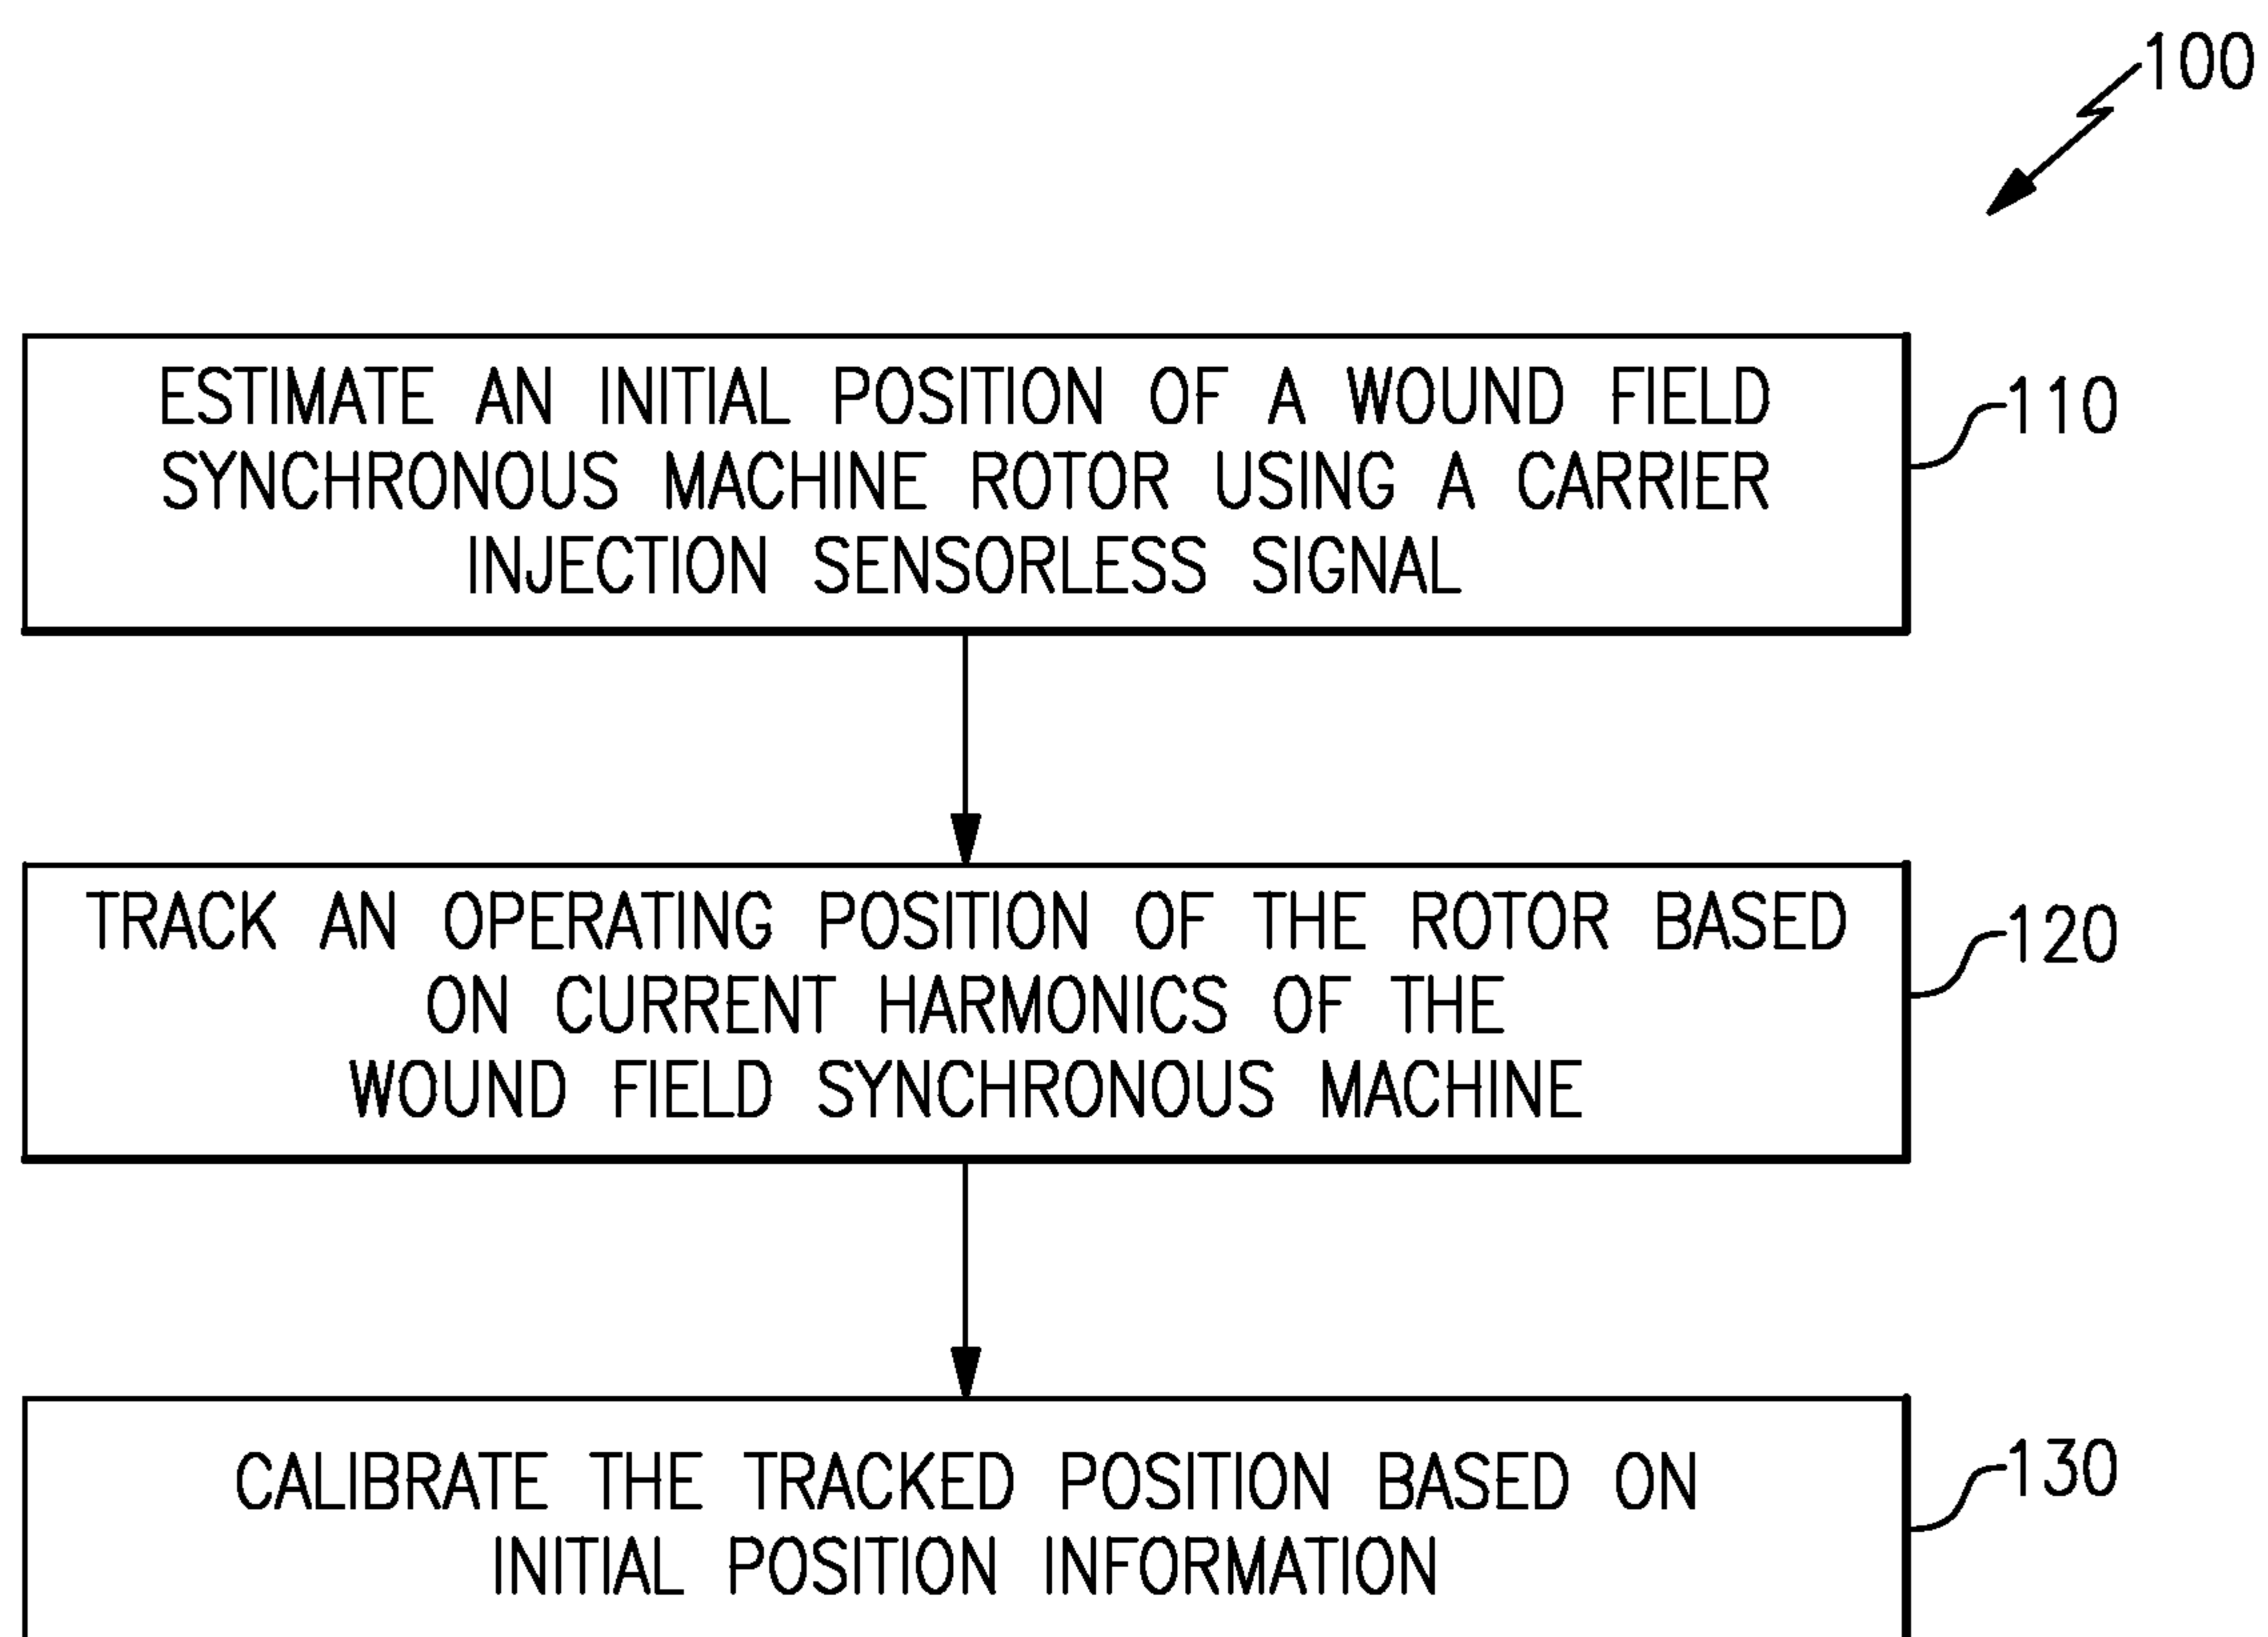 100
ESTIMATE AN INITIAL POSITION OF A WOUND FIELD
SYNCHRONOUS MACHINE ROTOR USING A CARRIER
INJECTION SENSORLESS SIGNAL
110
TRACK AN OPERATING POSITION OF THE ROTOR BASED
ON CURRENT HARMONICS OF THE
WOUND FIELD SYNCHRONOUS MACHINE
120
CALIBRATE THE TRACKED POSITION BASED ON
INITIAL POSITION INFORMATION
130